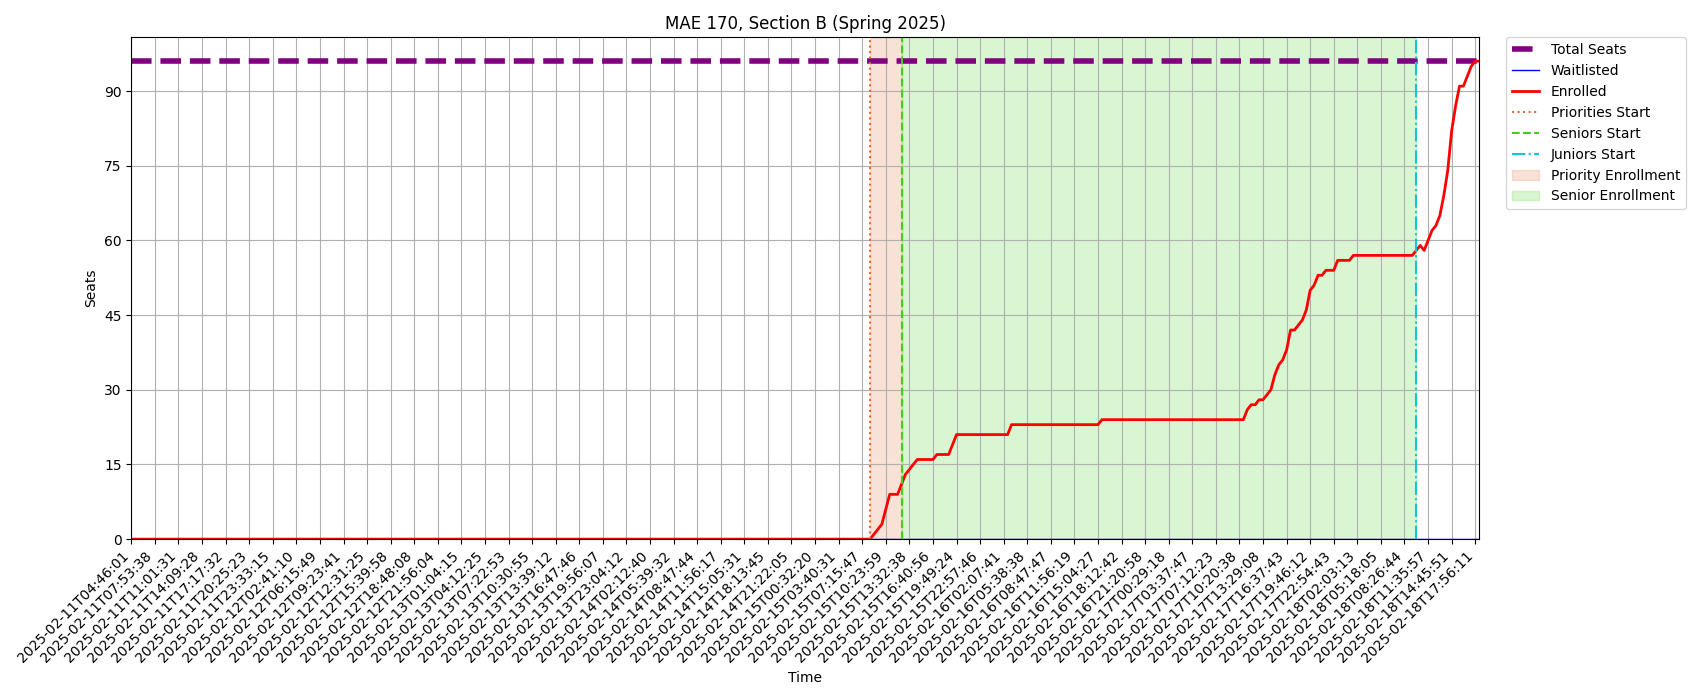 MAE 170, Section B (Spring 2025)
Total Seats
Waitlisted
Enrolled
Priorities Start
Seniors Start
Juniors Start
Priority Enrollment
Senior Enrollment
Seats
90
75
60
45
30
15
0
2025-02-11T04:46:01
2025-02-11T07:53:38
2025-02-11T11:01:31
2025-02-11T14:09:28
2025-02-11T17:17:32
2025-02-11T20:25:23
2025-02-11T23:33:15
2025-02-12T02:41:10
2025-02-12T06:15:49
2025-02-12T09:23:41
2025-02-12T12:31:25
2025-02-12T15:39:58
2025-02-12T18:48:08
2025-02-12T21:56:04
2025-02-13T01:04:15
2025-02-13T04:12:25
2025-02-13T07:22:53
2025-02-13T10:30:55
2025-02-13T13:39:12
2025-02-13T16:47:46
2025-02-13T19:56:07
2025-02-13T23:04:12
2025-02-14T02:12:40
2025-02-14T05:39:32
2025-02-14T08:47:44
2025-02-14T11:56:17
2025-02-14T15:05:31
2025-02-14T18:13:45
2025-02-14T21:22:05
2025-02-15T00:32:20
2025-02-15T03:40:31
2025-02-15T07:15:47
2025-02-15T10:23:59
2025-02-15T13:32:38
2025-02-15T16:40:56
2025-02-15T19:49:24
2025-02-15T22:57:46
2025-02-16T02:07:41
2025-02-16T05:38:38
2025-02-16T08:47:47
2025-02-16T11:56:19
2025-02-16T15:04:27
2025-02-16T18:12:42
2025-02-16T21:20:58
2025-02-17T00:29:18
2025-02-17T03:37:47
2025-02-17T07:12:23
2025-02-17T10:20:38
2025-02-17T13:29:08
2025-02-17T16:37:43
2025-02-17T19:46:12
2025-02-17T22:54:43
2025-02-18T02:03:13
2025-02-18T05:18:05
2025-02-18T08:26:44
2025-02-18T11:35:57
2025-02-18T14:45:51
2025-02-18T17:56:11
Time